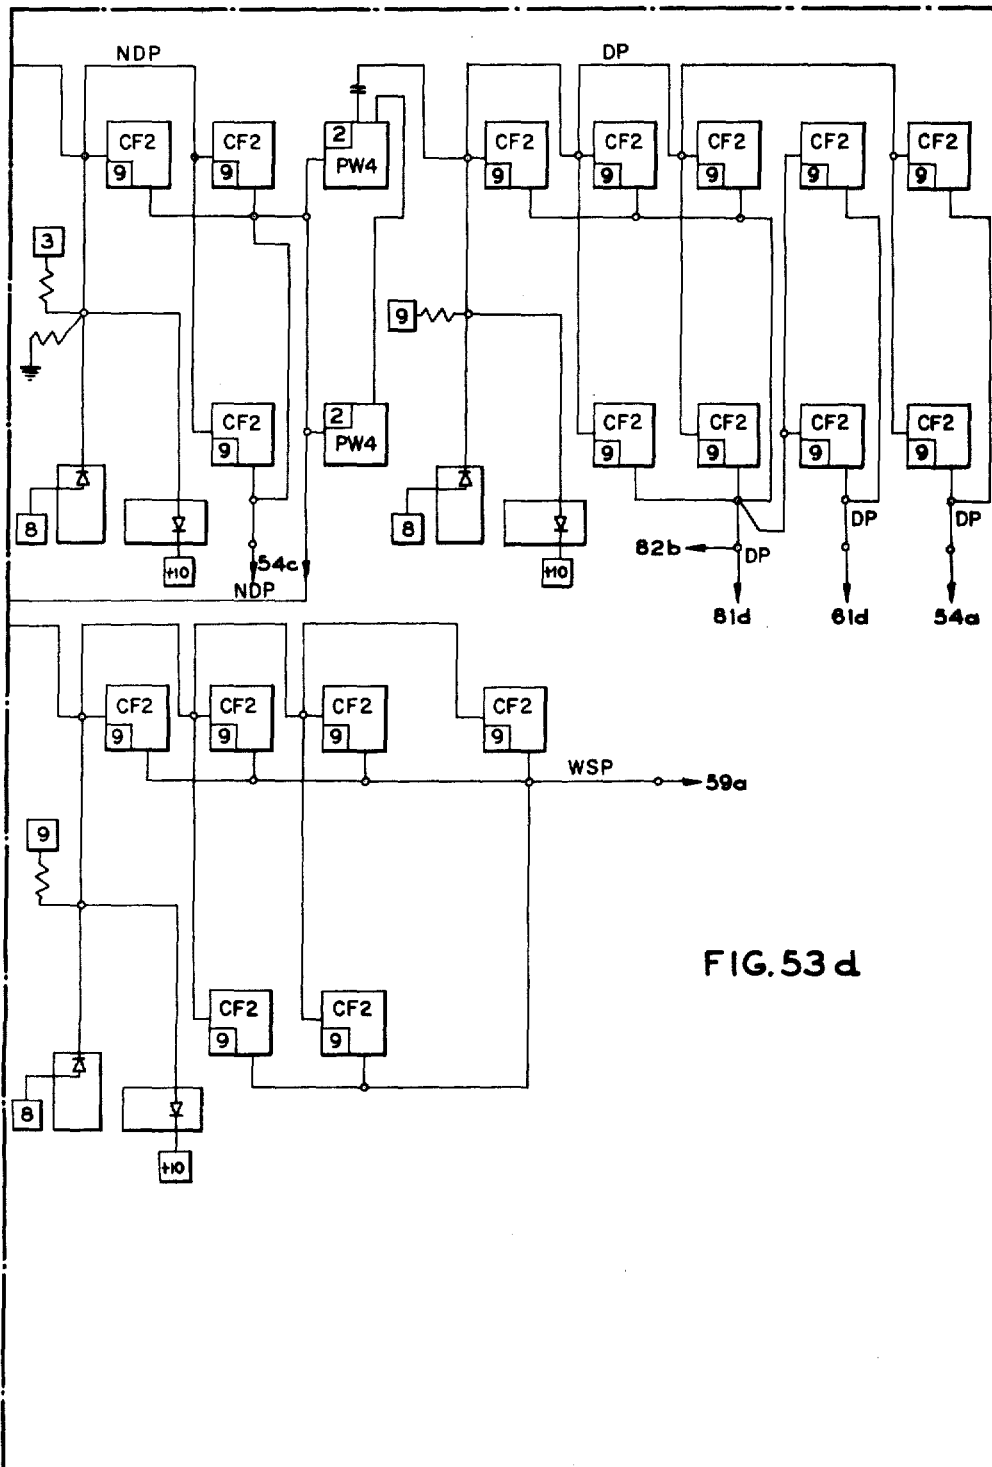 NDP
DP
CF2
9
CF2
9
2
PW4
CF2
9
CF2
9
CF2
9
CF2
9
CF2
9
3
9
CF2
9
2
PW4
CF2
9
CF2
9
CF2
9
CF2
9
8
+10
54c
NDP
8
+10
82b
DP
DP
DP
81d
61d
54a
CF2
9
CF2
9
CF2
9
CF2
9
WSP
59a
9
FIG. 53d
CF2
9
CF2
9
8
+10